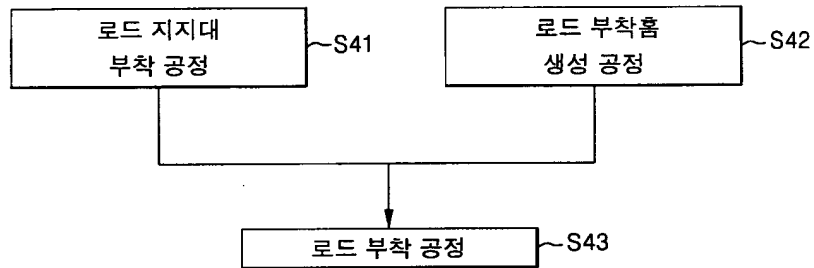 로드 지지대
부착 공정
S41
로드 부착홈
생성 공정
S42
로드 부착 공정
S43